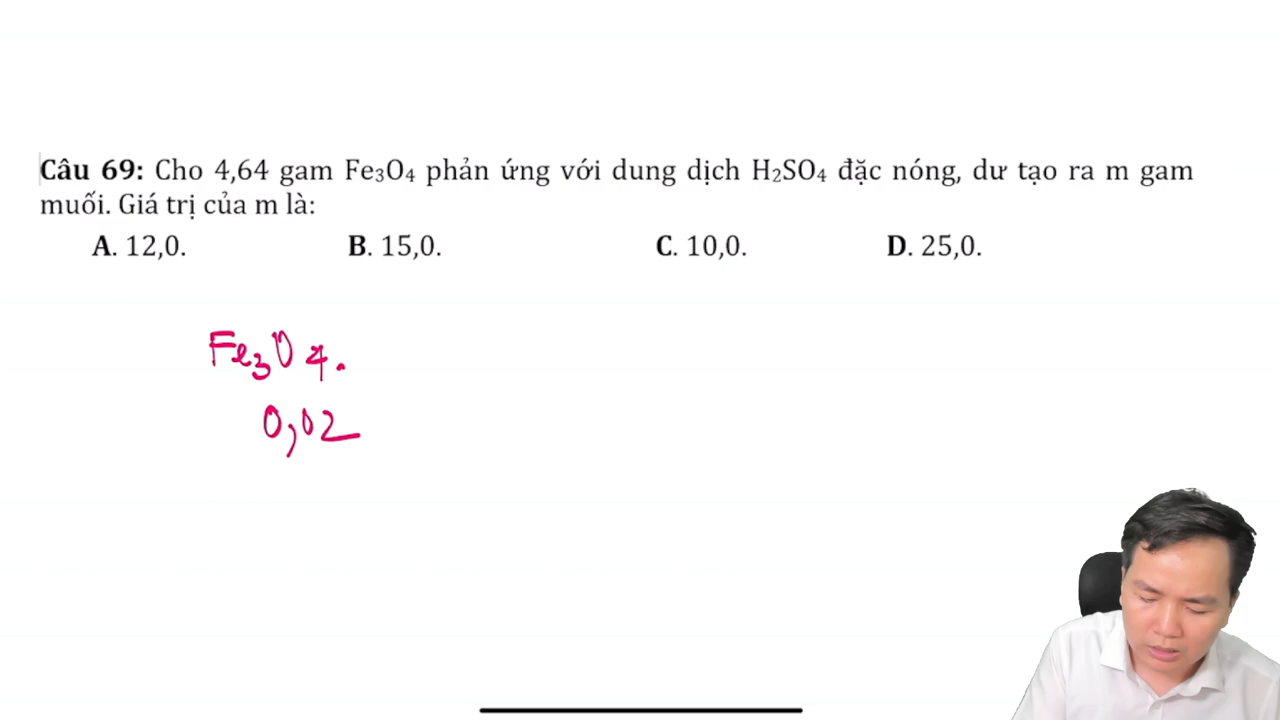 Câu 69: Cho 4,64 gam Fe₃O₄ phản ứng với dung dịch H₂SO₄ đặc nóng, dư tạo ra m gam
muối. Giá trị của m là:
A. 12,0. B. 15,0. C. 10,0. D. 25,0.
Fe₃O₄.
0,02